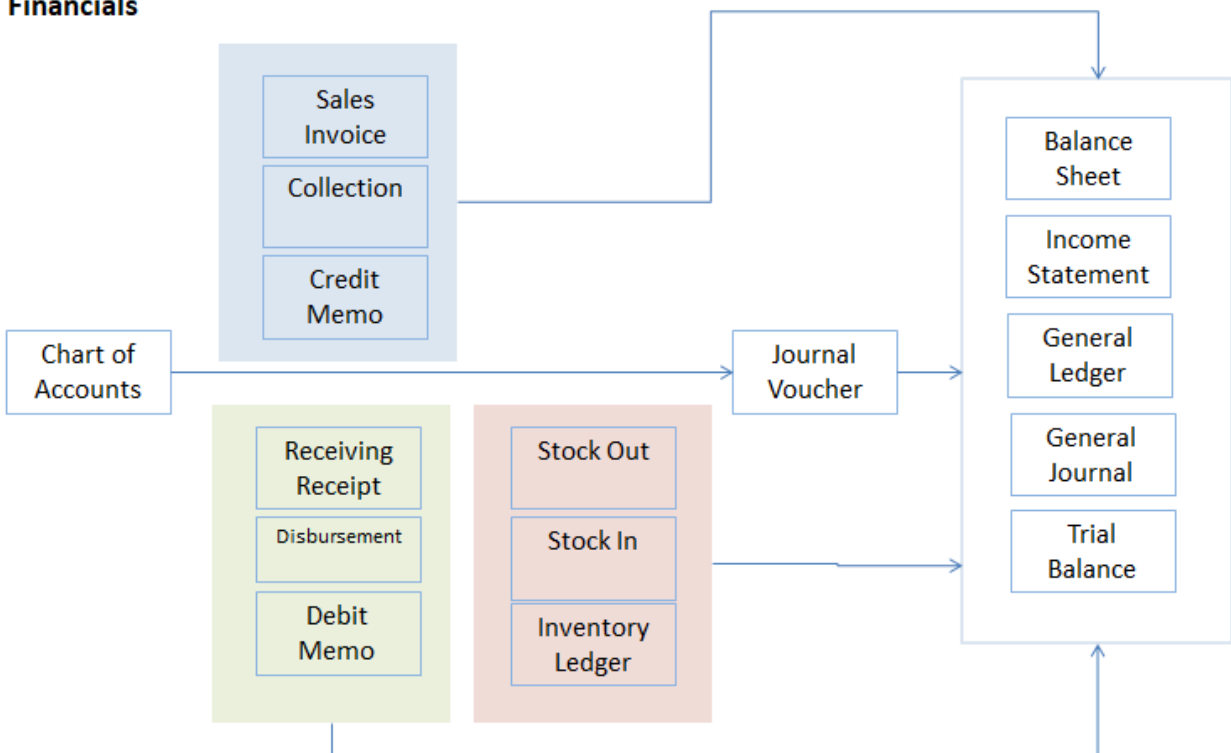 Financials
Sales
Invoice
Collection
Credit
Memo
Chart of
Accounts
Journal
Voucher
Receiving
Receipt
Disbursement
Debit
Memo
Stock Out
Stock In
Inventory
Ledger
Balance
Sheet
Income
Statement
General
Ledger
General
Journal
Trial
Balance